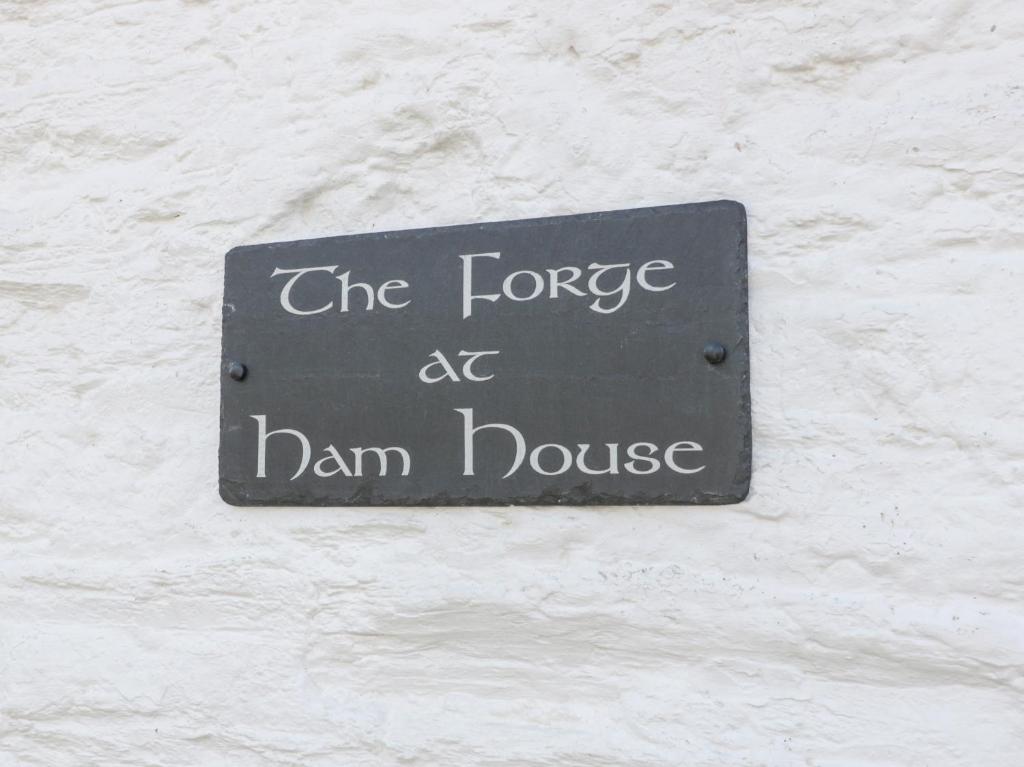 The Forge
at
Ham House